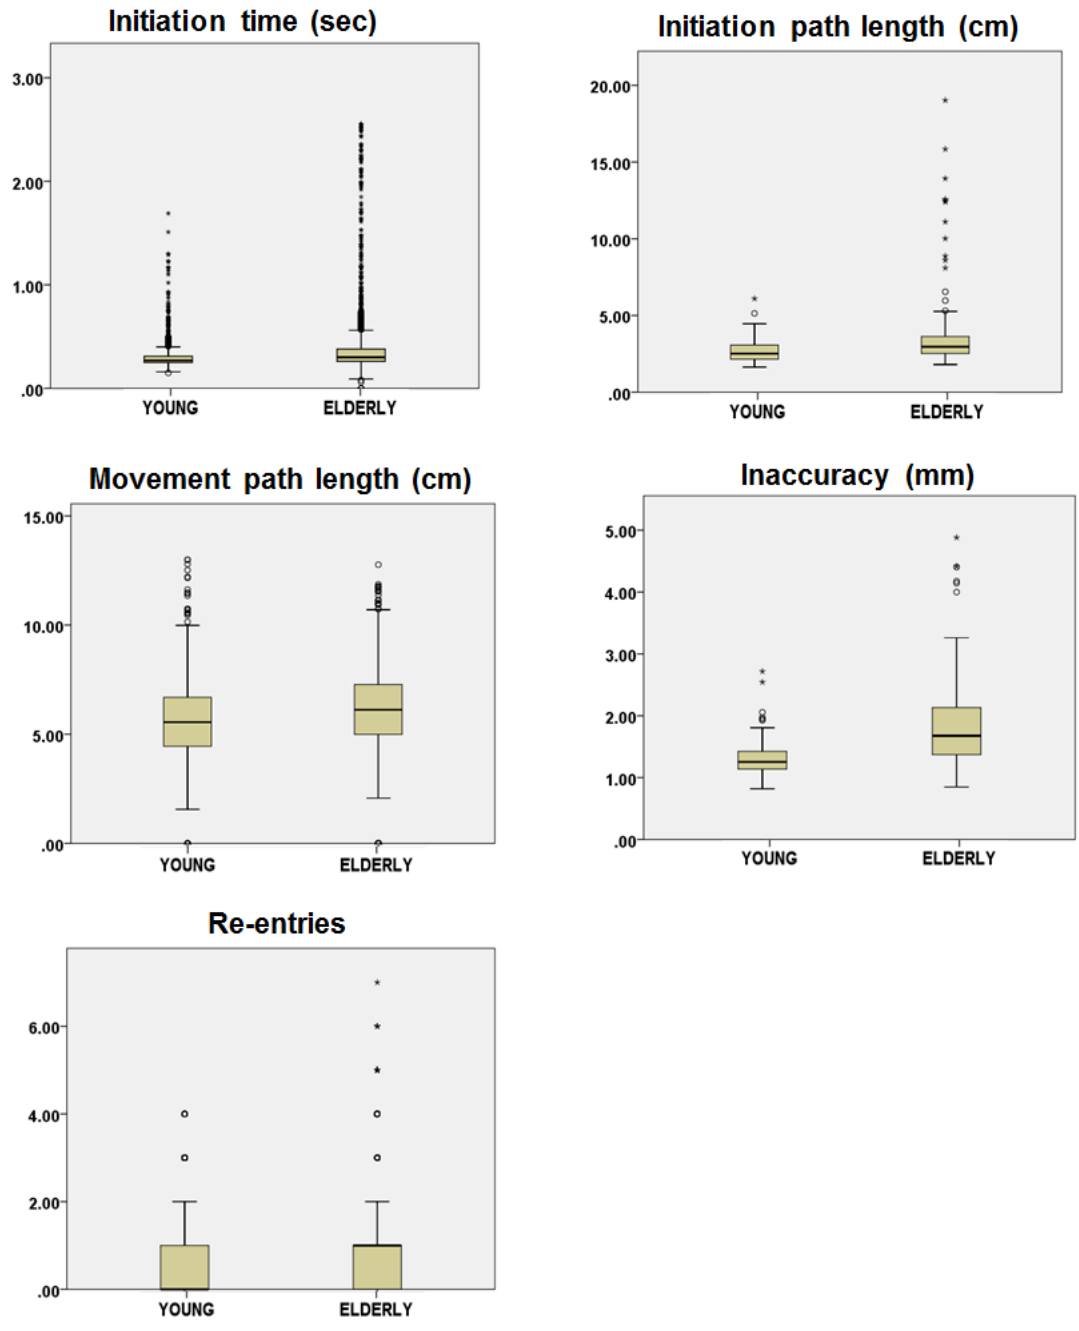 Initiation time (sec)
3.00
2.00
1.00
.00
YOUNG ELDERLY
Initiation path length (cm)
20.00
15.00
10.00
5.00
.00
YOUNG ELDERLY
Movement path length (cm)
15.00
10.00
5.00
.00
YOUNG ELDERLY
Inaccuracy (mm)
5.00
4.00
3.00
2.00
1.00
.00
YOUNG ELDERLY
Re-entries
6.00
4.00
2.00
.00
YOUNG ELDERLY